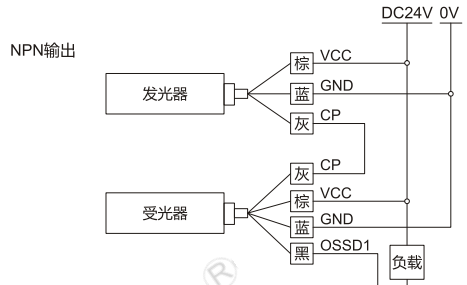 DC24V 0V
NPN输出
棕 VCC
发光器
蓝 GND
灰 CP
灰 CP
棕 VCC
受光器
蓝 GND
黑 OSSD1
负载
®